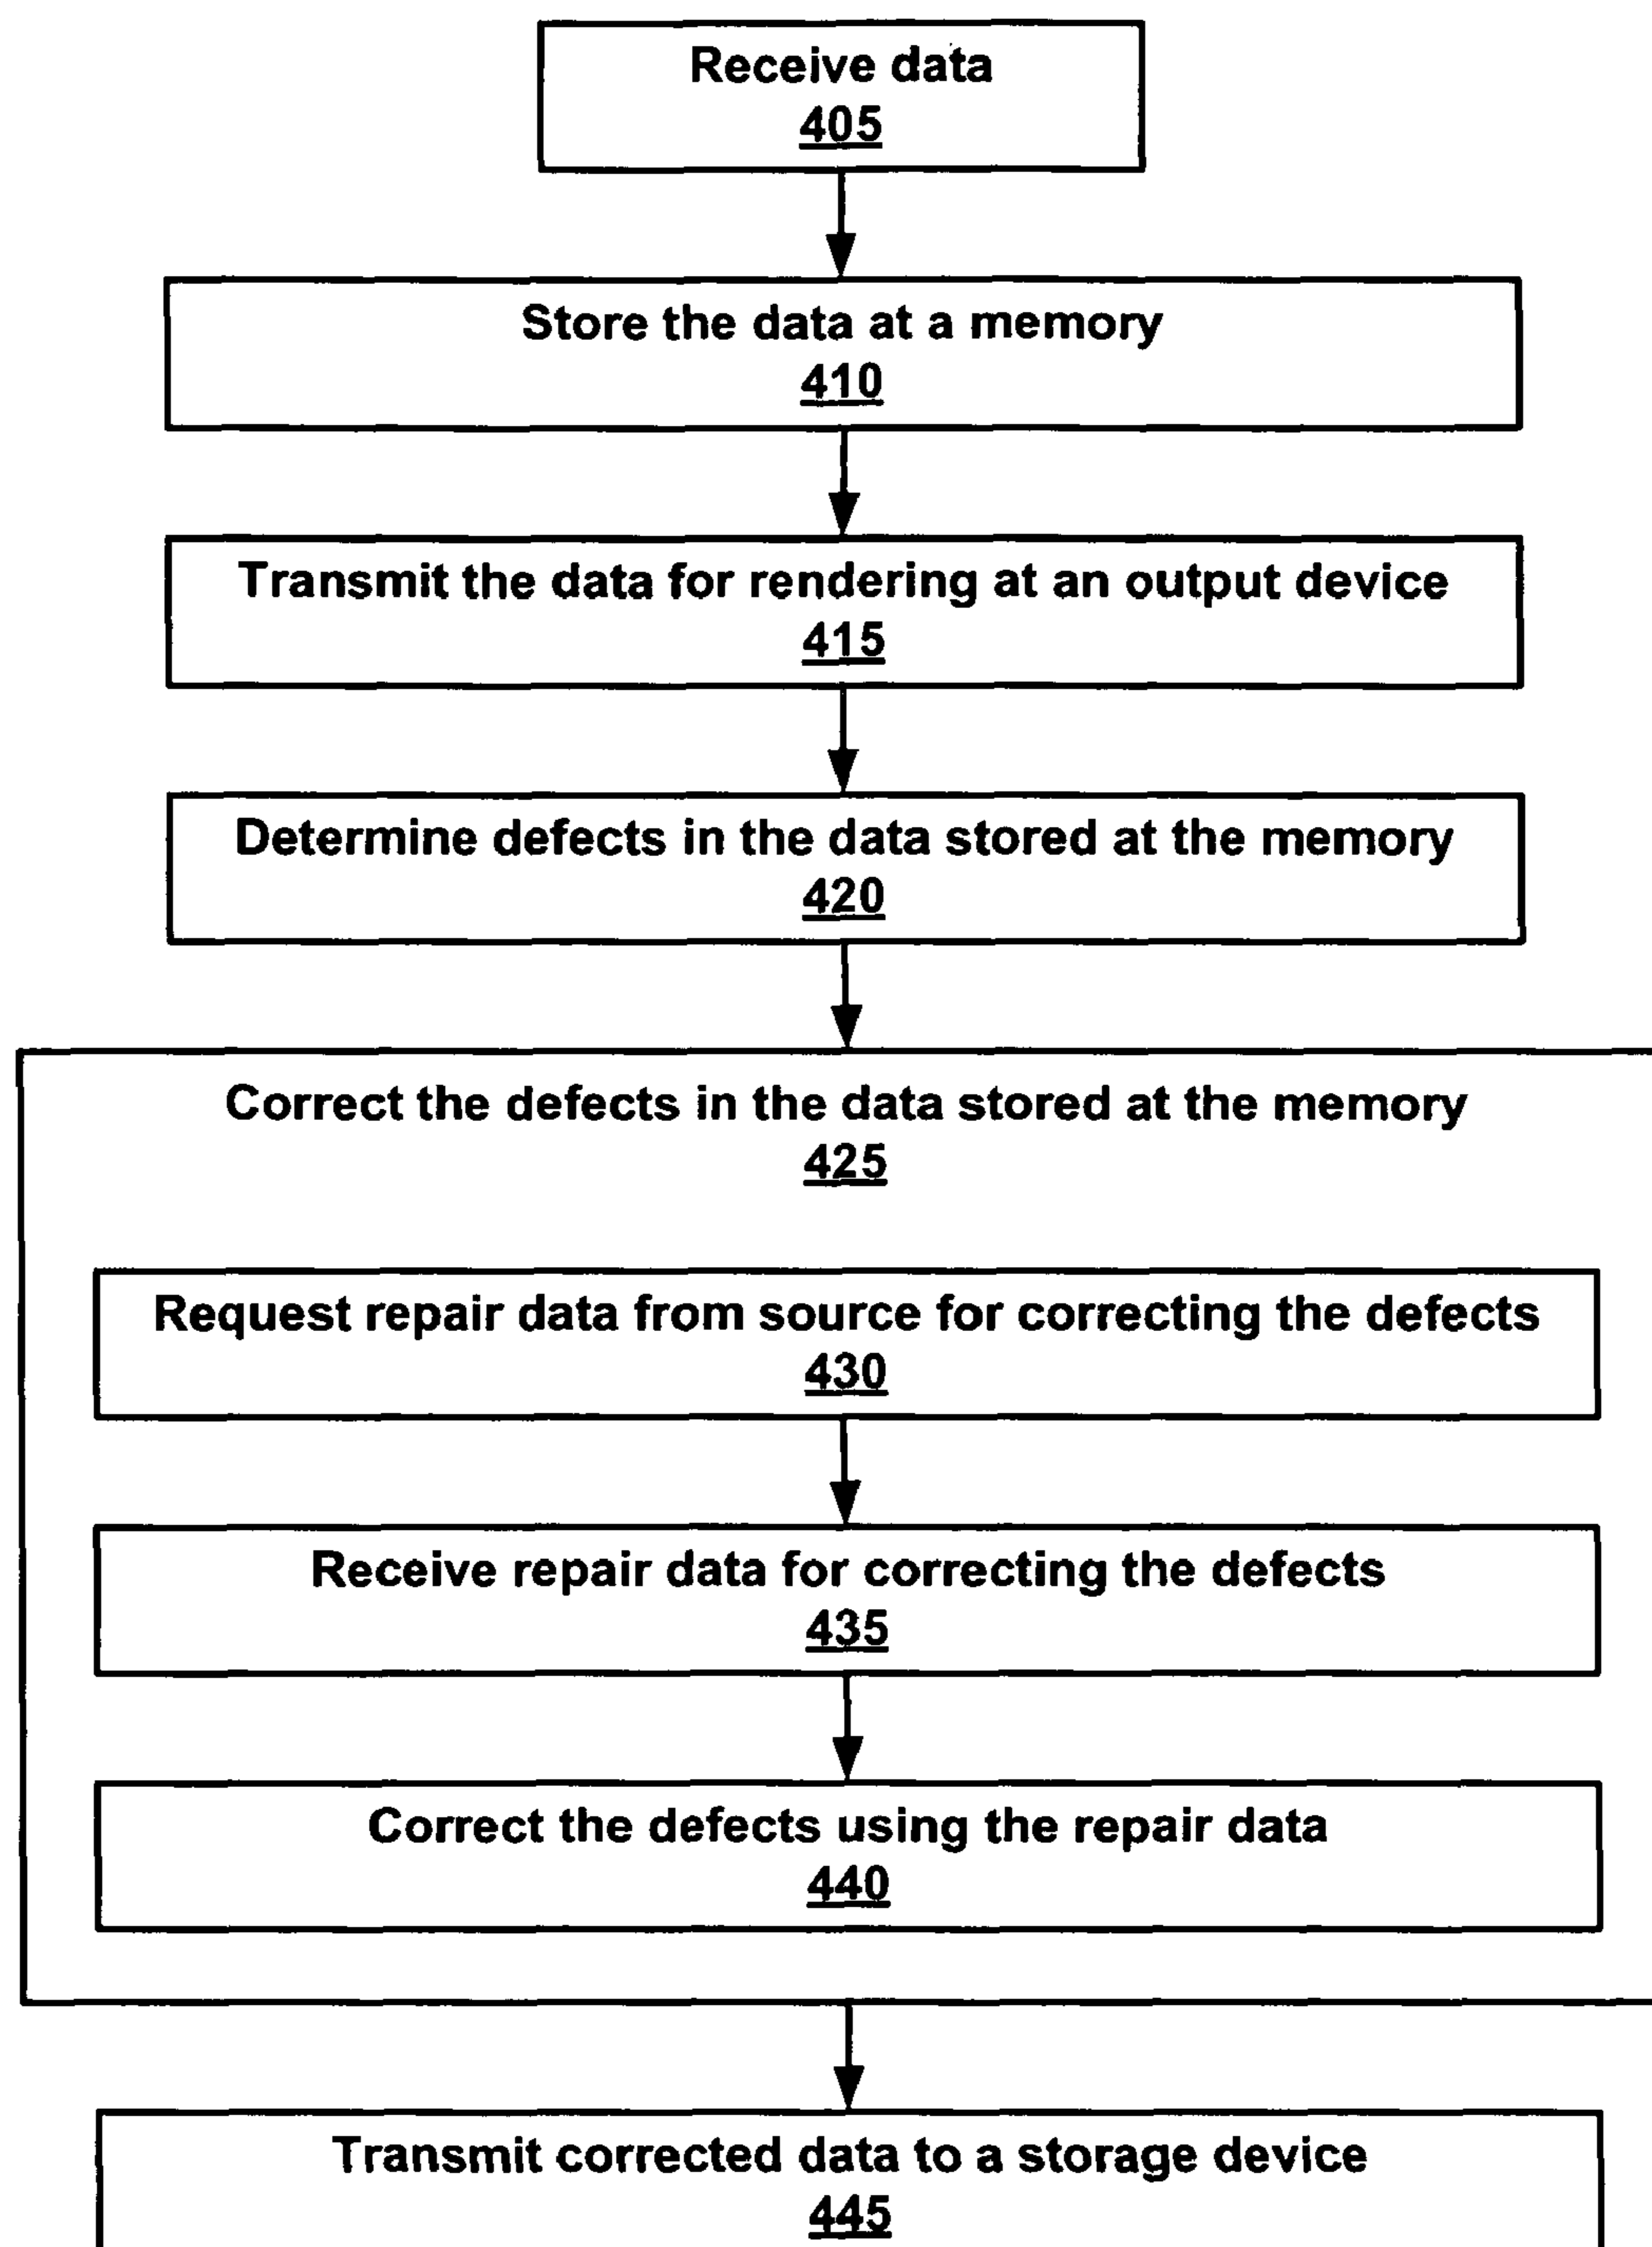 Receive data
405
Store the data at a memory
410
Transmit the data for rendering at an output device
415
Determine defects in the data stored at the memory
420
Correct the defects in the data stored at the memory
425
Request repair data from source for correcting the defects
430
Receive repair data for correcting the defects
435
Correct the defects using the repair data
440
Transmit corrected data to a storage device
445